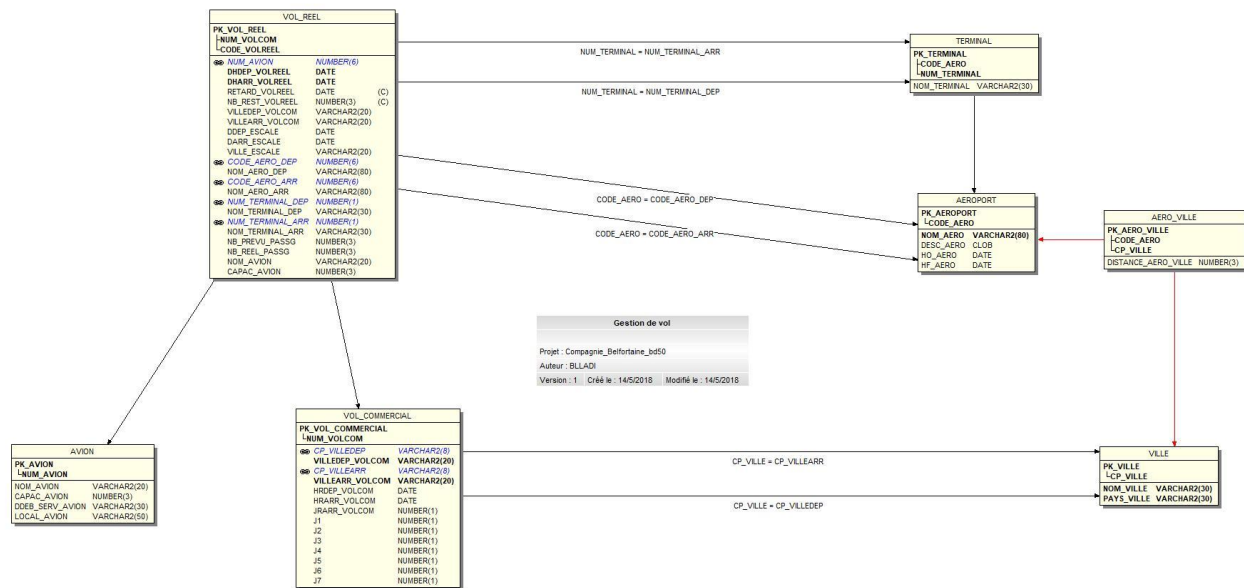 VOL_REEL
PK_VOL_REEL
NUM_VOLCOM
CODE_VOLREEL
NUM_AVION NUMBER(6)
DHDEP_VOLREEL DATE
DHARR_VOLREEL DATE
RETARD_VOLREEL DATE (C)
NB_REST_VOLREEL NUMBER(3) (C)
VILLEDEP_VOLCOM VARCHAR2(20)
VILLEARR_VOLCOM VARCHAR2(20)
DDEP_ESCALE DATE
DARR_ESCALE DATE
VILLE_ESCALE VARCHAR2(20)
CODE_AERO_DEP NUMBER(6)
NOM_AERO_DEP VARCHAR2(80)
CODE_AERO_ARR NUMBER(6)
NOM_AERO_ARR VARCHAR2(80)
NUM_TERMINAL_DEP NUMBER(1)
NOM_TERMINAL_DEP VARCHAR2(30)
NUM_TERMINAL_ARR NUMBER(1)
NOM_TERMINAL_ARR VARCHAR2(30)
NB_PREVU_PASSG NUMBER(3)
NB_REEL_PASSG NUMBER(3)
NOM_AVION VARCHAR2(20)
CAPAC_AVION NUMBER(3)
NUM_TERMINAL = NUM_TERMINAL_ARR
NUM_TERMINAL = NUM_TERMINAL_DEP
TERMINAL
PK_TERMINAL
CODE_AERO
NUM_TERMINAL
NOM_TERMINAL VARCHAR2(30)
CODE_AERO = CODE_AERO_DEP
CODE_AERO = CODE_AERO_ARR
AEROPORT
PK_AEROPORT
CODE_AERO
NOM_AERO VARCHAR2(80)
DESC_AERO CLOB
HO_AERO DATE
HF_AERO DATE
AERO_VILLE
PK_AERO_VILLE
CODE_AERO
CP_VILLE
DISTANCE_AERO_VILLE NUMBER(3)
Gestion de vol
Projet : Compagnie_Belfortaine_bd50
Auteur : BLLADI
Version : 1 Créé le : 14/5/2018 Modifié le : 14/5/2018
AVION
PK_AVION
NUM_AVION
NOM_AVION VARCHAR2(20)
CAPAC_AVION NUMBER(3)
DDEB_SERV_AVION VARCHAR2(30)
LOCAL_AVION VARCHAR2(50)
VOL_COMMERCIAL
PK_VOL_COMMERCIAL
NUM_VOLCOM
CP_VILLEDEP VARCHAR2(8)
VILLEDEP_VOLCOM VARCHAR2(20)
CP_VILLEARR VARCHAR2(8)
VILLEARR_VOLCOM VARCHAR2(20)
HRDEP_VOLCOM DATE
HRARR_VOLCOM DATE
JRARR_VOLCOM NUMBER(1)
J1 NUMBER(1)
J2 NUMBER(1)
J3 NUMBER(1)
J4 NUMBER(1)
J5 NUMBER(1)
J6 NUMBER(1)
J7 NUMBER(1)
CP_VILLE = CP_VILLEARR
CP_VILLE = CP_VILLEDEP
VILLE
PK_VILLE
CP_VILLE
NOM_VILLE VARCHAR2(30)
PAYS_VILLE VARCHAR2(30)